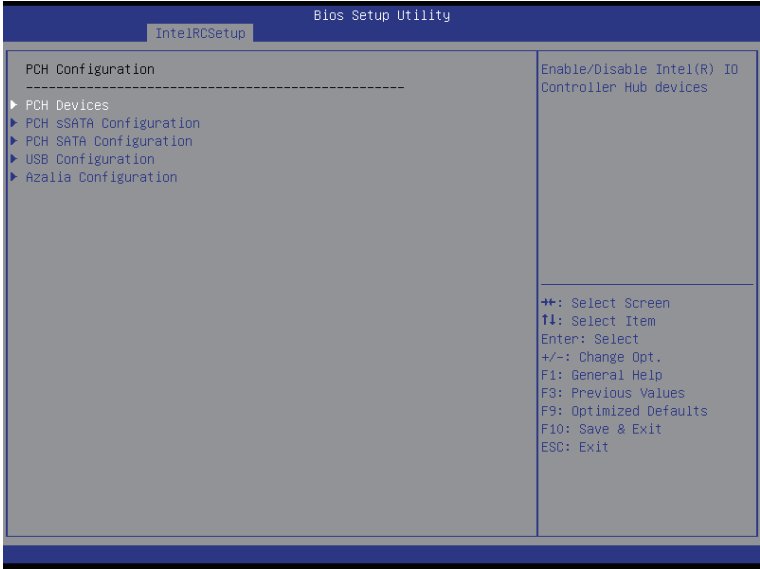 Bios Setup Utility
IntelRCSetup
PCH Configuration
--------------------------------------------------
PCH Devices
PCH sSATA Configuration
PCH SATA Configuration
USB Configuration
Azalia Configuration
Enable/Disable Intel(R) IO
Controller Hub devices
→←: Select Screen
↑↓: Select Item
Enter: Select
+/-: Change Opt.
F1: General Help
F3: Previous Values
F9: Optimized Defaults
F10: Save & Exit
ESC: Exit